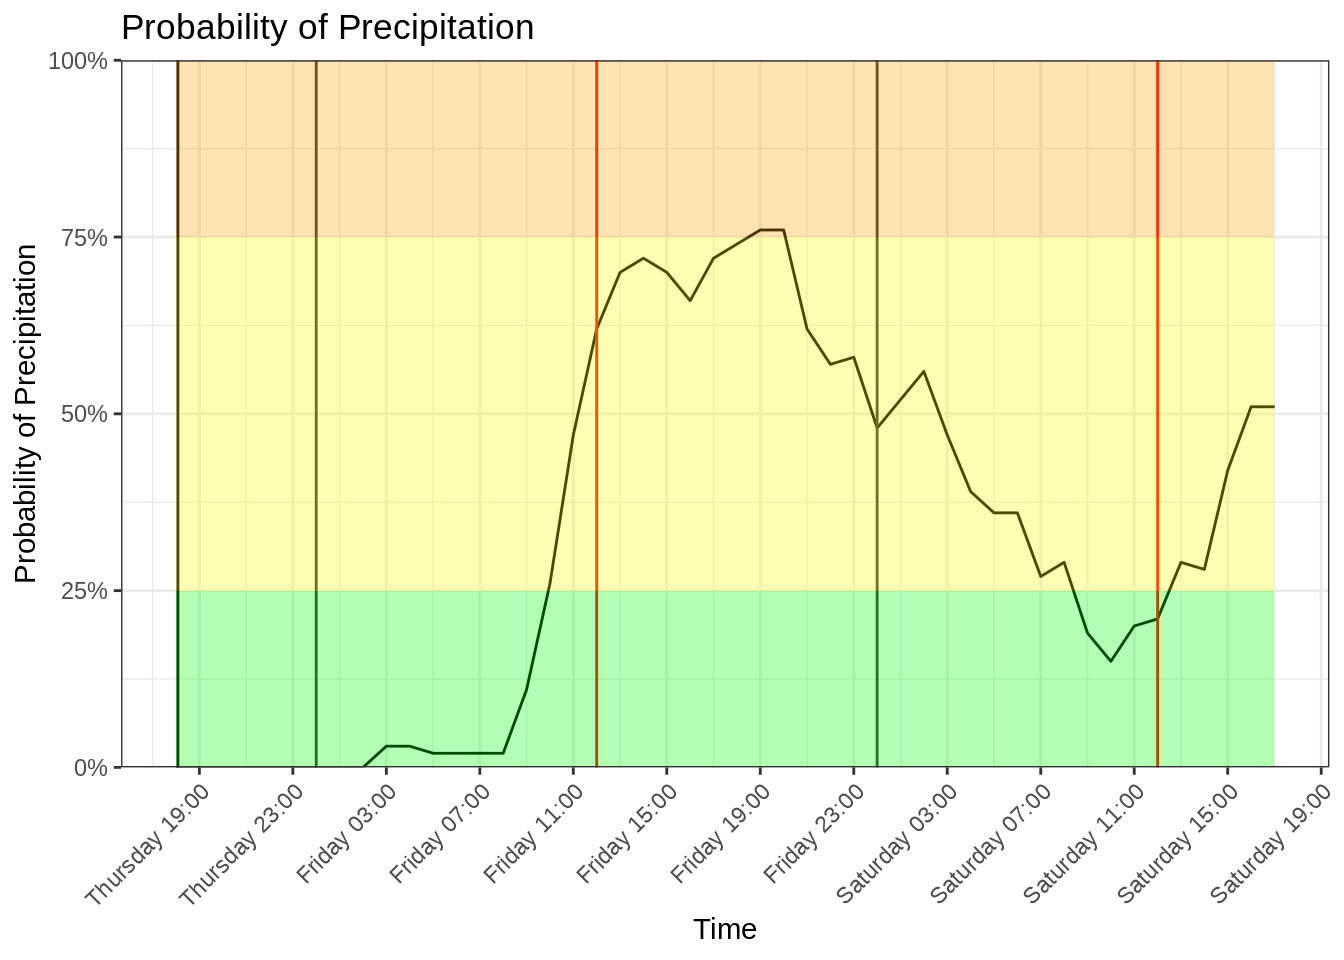 Probability of Precipitation
100%
75%
50%
25%
0%
Probability of Precipitation
Thursday 19:00
Thursday 23:00
Friday 03:00
Friday 07:00
Friday 11:00
Friday 15:00
Friday 19:00
Friday 23:00
Saturday 03:00
Saturday 07:00
Saturday 11:00
Saturday 15:00
Saturday 19:00
Time